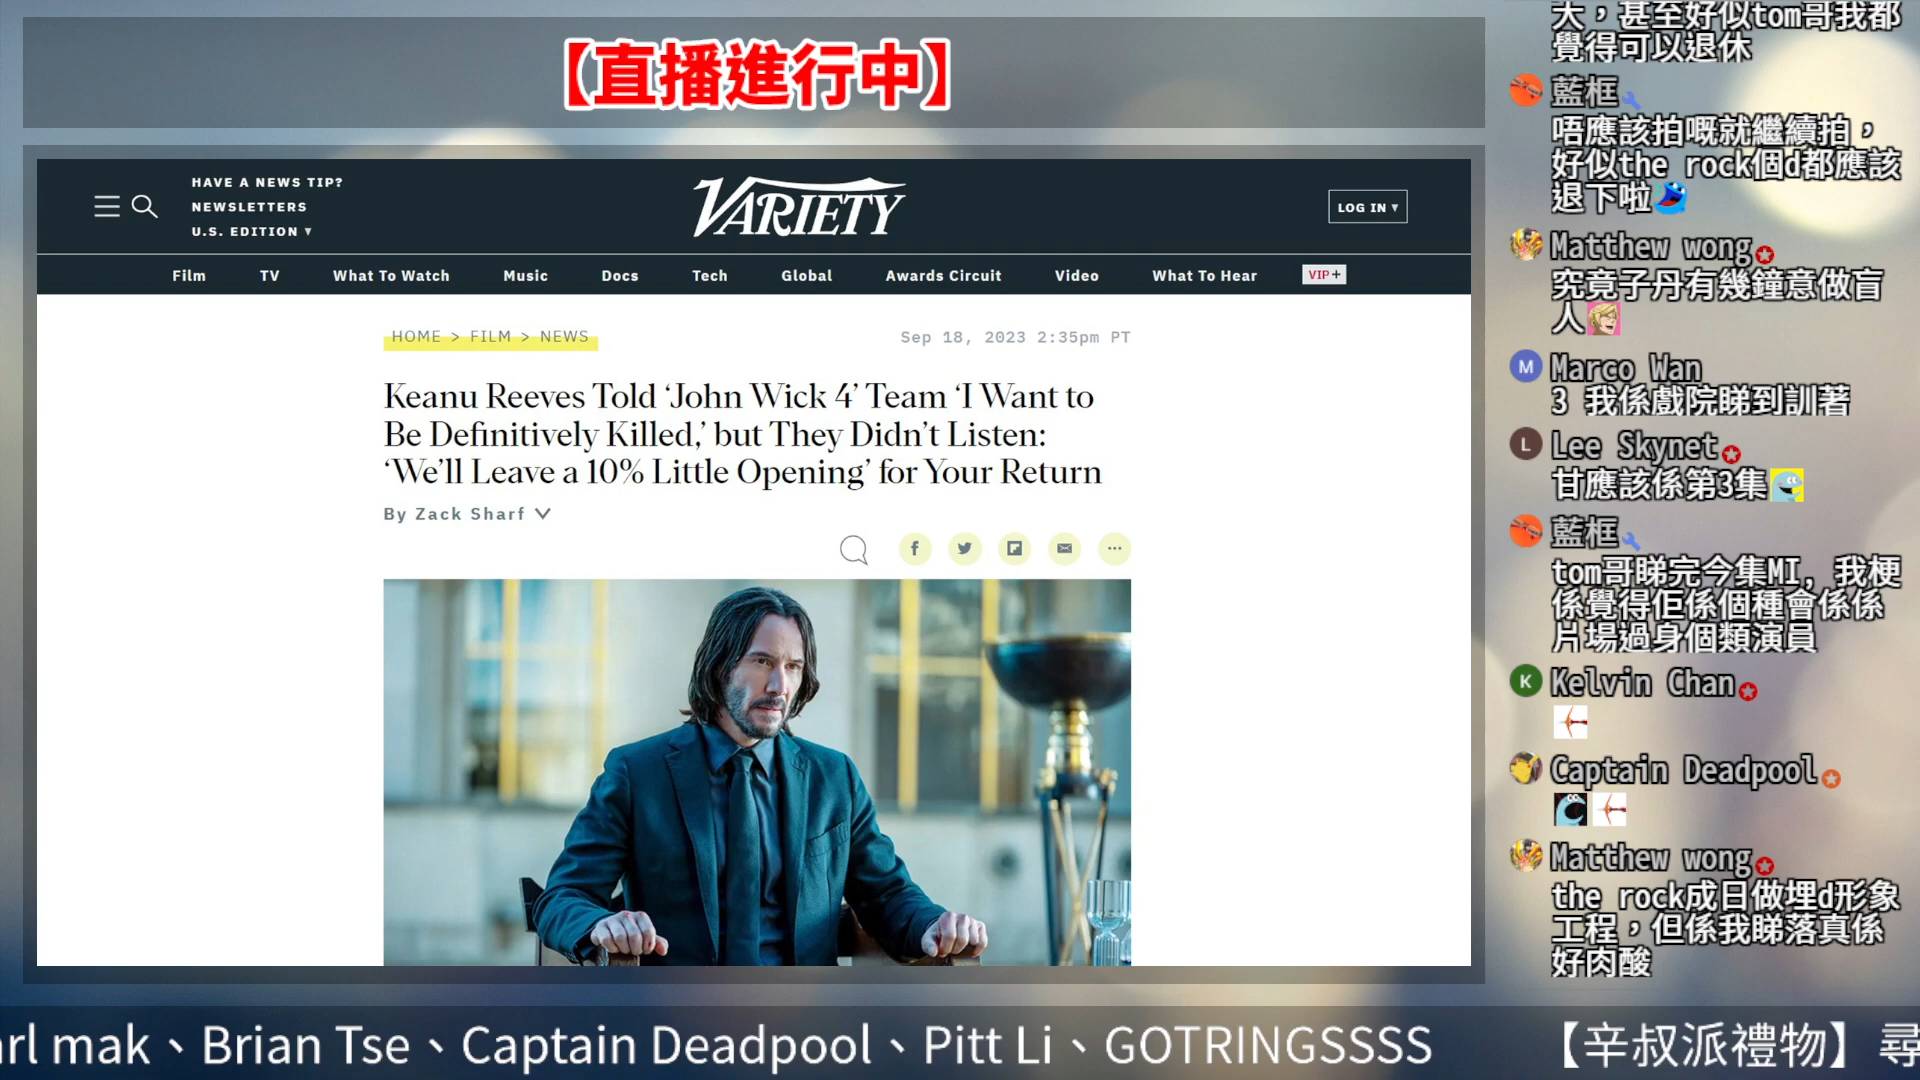 【直播進行中】
HAVE A NEWS TIP?
NEWSLETTERS
U.S. EDITION ▾
VARIETY
LOG IN ▾
Film TV What To Watch Music Docs Tech Global Awards Circuit Video What To Hear VIP+
HOME > FILM > NEWS
Sep 18, 2023 2:35pm PT
Keanu Reeves Told ‘John Wick 4’ Team ‘I Want to
Be Definitively Killed,’ but They Didn’t Listen:
‘We’ll Leave a 10% Little Opening’ for Your Return
By Zack Sharf
大，甚至好似tom哥我都
覺得可以退休
藍框
唔應該拍嘅就繼續拍，
好似the rock個d都應該
退下啦
Matthew wong
究竟子丹有幾鐘意做盲
人
M Marco Wan
3 我係戲院睇到訓著
L Lee Skynet
甘應該係第3集
藍框
tom哥睇完今集MI, 我梗
係覺得佢係個種會係係
片場過身個類演員
K Kelvin Chan
Captain Deadpool
Matthew wong
the rock成日做埋d形象
工程，但係我睇落真係
好肉酸
arl mak、Brian Tse、Captain Deadpool、Pitt Li、GOTRINGSSSS 【辛叔派禮物】尋